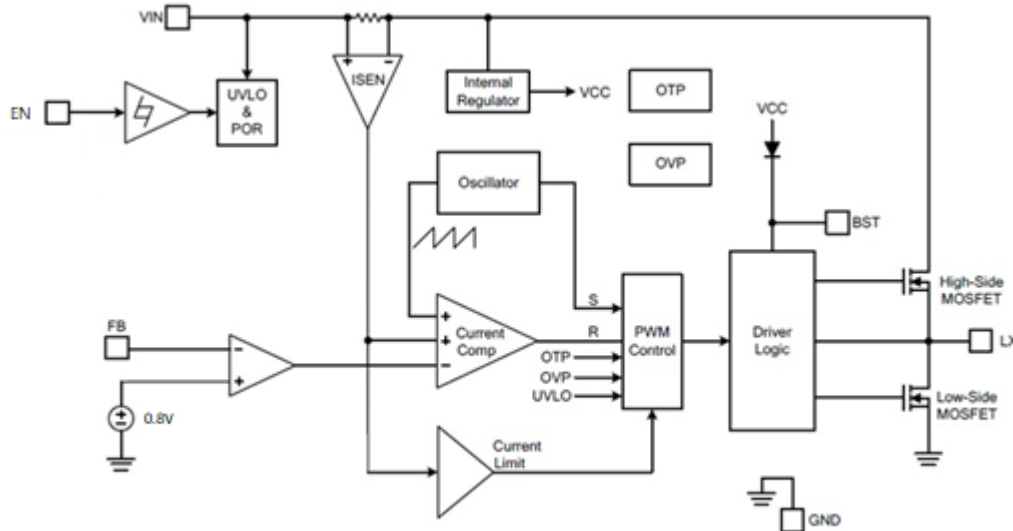 VIN
+ −
ISEN
EN
UVLO
&
POR
Internal
Regulator
VCC
OTP
VCC
OVP
Oscillator
BST
High-Side
MOSFET
S
FB
+
+
−
Current
Comp
R
PWM
Control
Driver
Logic
LX
−
+
OTP
OVP
UVLO
Low-Side
MOSFET
+
−
0.8V
Current
Limit
GND